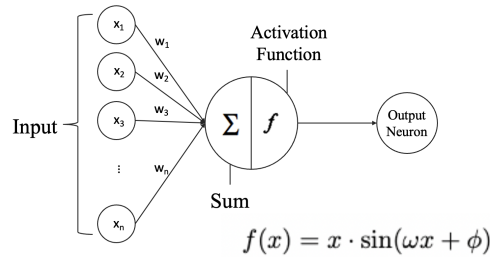 Input
x₁
x₂
x₃
⋮
xₙ
w₁
w₂
w₃
wₙ
Σ
f
Activation
Function
Sum
Output
Neuron
f(x) = x · sin(ωx + ϕ)